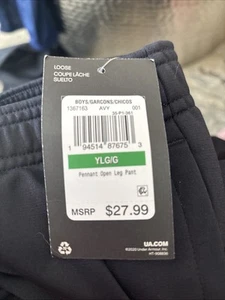 LOOSE
COUPE LÂCHE
SUELTO
BOYS/GARCONS/CHICOS
1367163 AVY 001
1 94514 87675 3
YLG/G
Pennant Open Leg Pant
MSRP $27.99
UA.COM